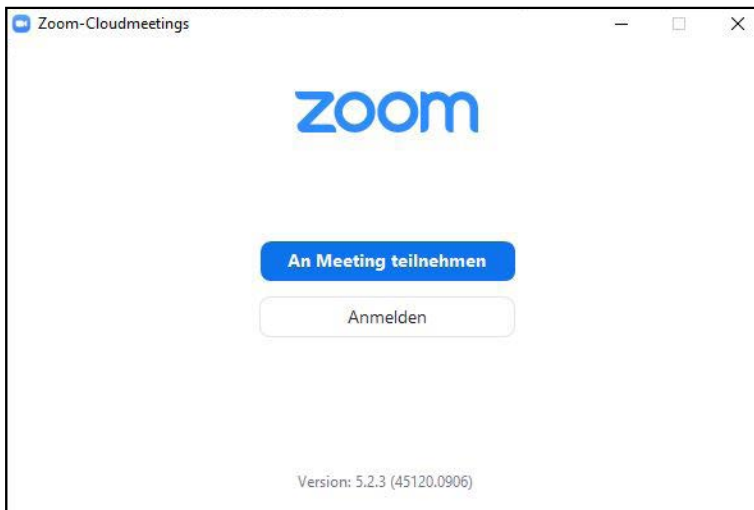 Zoom-Cloudmeetings
zoom
An Meeting teilnehmen
Anmelden
Version: 5.2.3 (45120.0906)